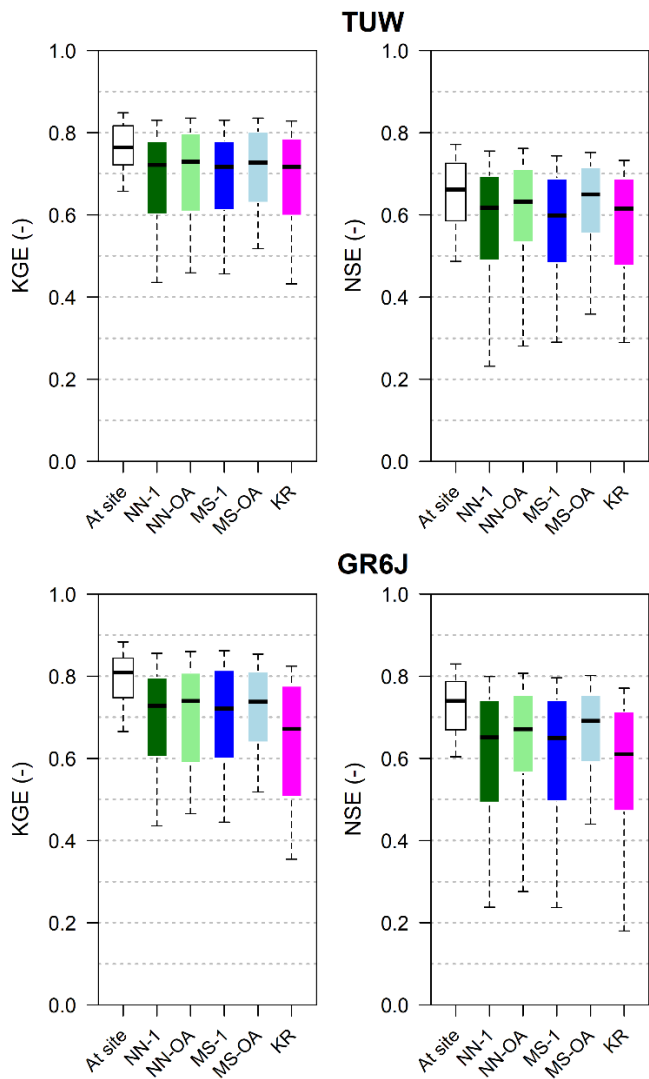 TUW
KGE (-)
1.0
0.8
0.6
0.4
0.2
0.0
At site
NN-1
NN-OA
MS-1
MS-OA
KR
NSE (-)
1.0
0.8
0.6
0.4
0.2
0.0
At site
NN-1
NN-OA
MS-1
MS-OA
KR
GR6J
KGE (-)
1.0
0.8
0.6
0.4
0.2
0.0
At site
NN-1
NN-OA
MS-1
MS-OA
KR
NSE (-)
1.0
0.8
0.6
0.4
0.2
0.0
At site
NN-1
NN-OA
MS-1
MS-OA
KR